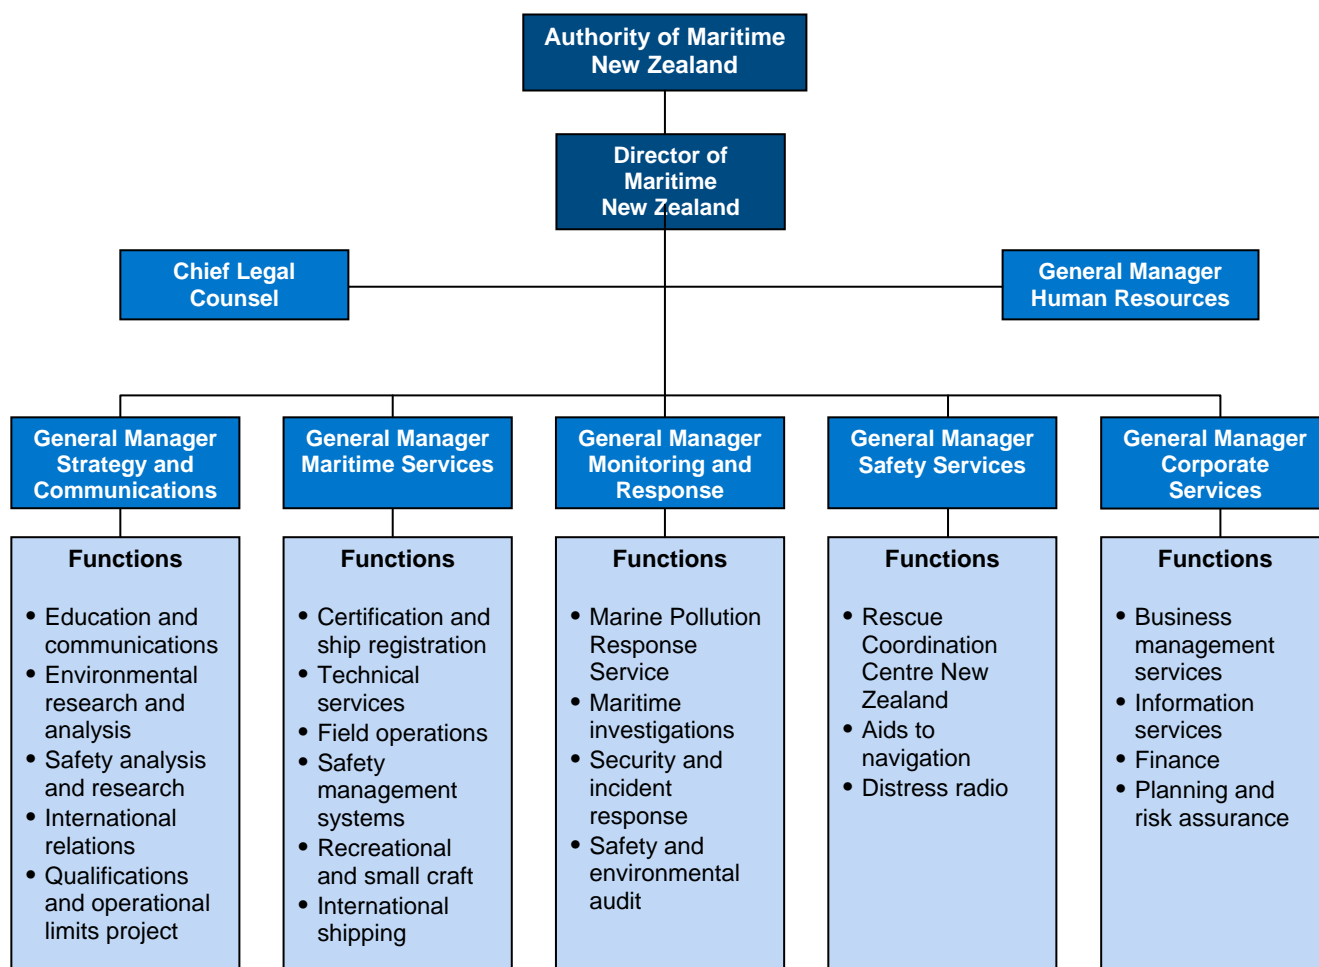 Authority of Maritime
New Zealand
Director of
Maritime
New Zealand
Chief Legal
Counsel
General Manager
Human Resources
General Manager
Strategy and
Communications
General Manager
Maritime Services
General Manager
Monitoring and
Response
General Manager
Safety Services
General Manager
Corporate
Services
Functions
• Education and
communications
• Environmental
research and
analysis
• Safety analysis
and research
• International
relations
• Qualifications
and operational
limits project
Functions
• Certification and
ship registration
• Technical
services
• Field operations
• Safety
management
systems
• Recreational
and small craft
• International
shipping
Functions
• Marine Pollution
Response
Service
• Maritime
investigations
• Security and
incident
response
• Safety and
environmental
audit
Functions
• Rescue
Coordination
Centre New
Zealand
• Aids to
navigation
• Distress radio
Functions
• Business
management
services
• Information
services
• Finance
• Planning and
risk assurance